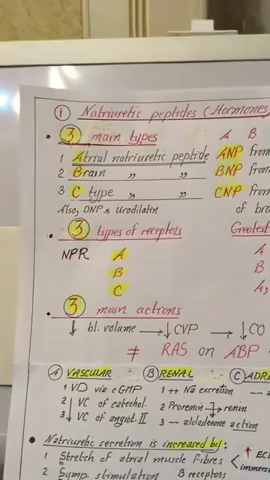 ① Natriuretic peptides (Hormones
• ③ main types A B
1 Atrial natriuretic peptide ANP from
2 Brain ,, ,, BNP from
3 C type ,, ,, CNP from
Also, DNP & Urodilatin of bra
• ③ types of receptors Greatest
NPR A A
B B
C A,
• ③ main actions
↓ bl. volume → ↓ CVP → ↓ CO
≠ RAS on ABP
Ⓐ VASCULAR Ⓑ RENAL Ⓒ ADRE
1 VD via cGMP 1 ++ Na excretion -- a
2 ↓ VC of catechol. 2 Prorenin → renin
3 ↓ VC of angiot. II 3 -- aldosterone action
• Natriuretic secretion is increased by:
1 Stretch of atrial muscle fibres < ↑ EC
2 Symp stimulation B receptors immers